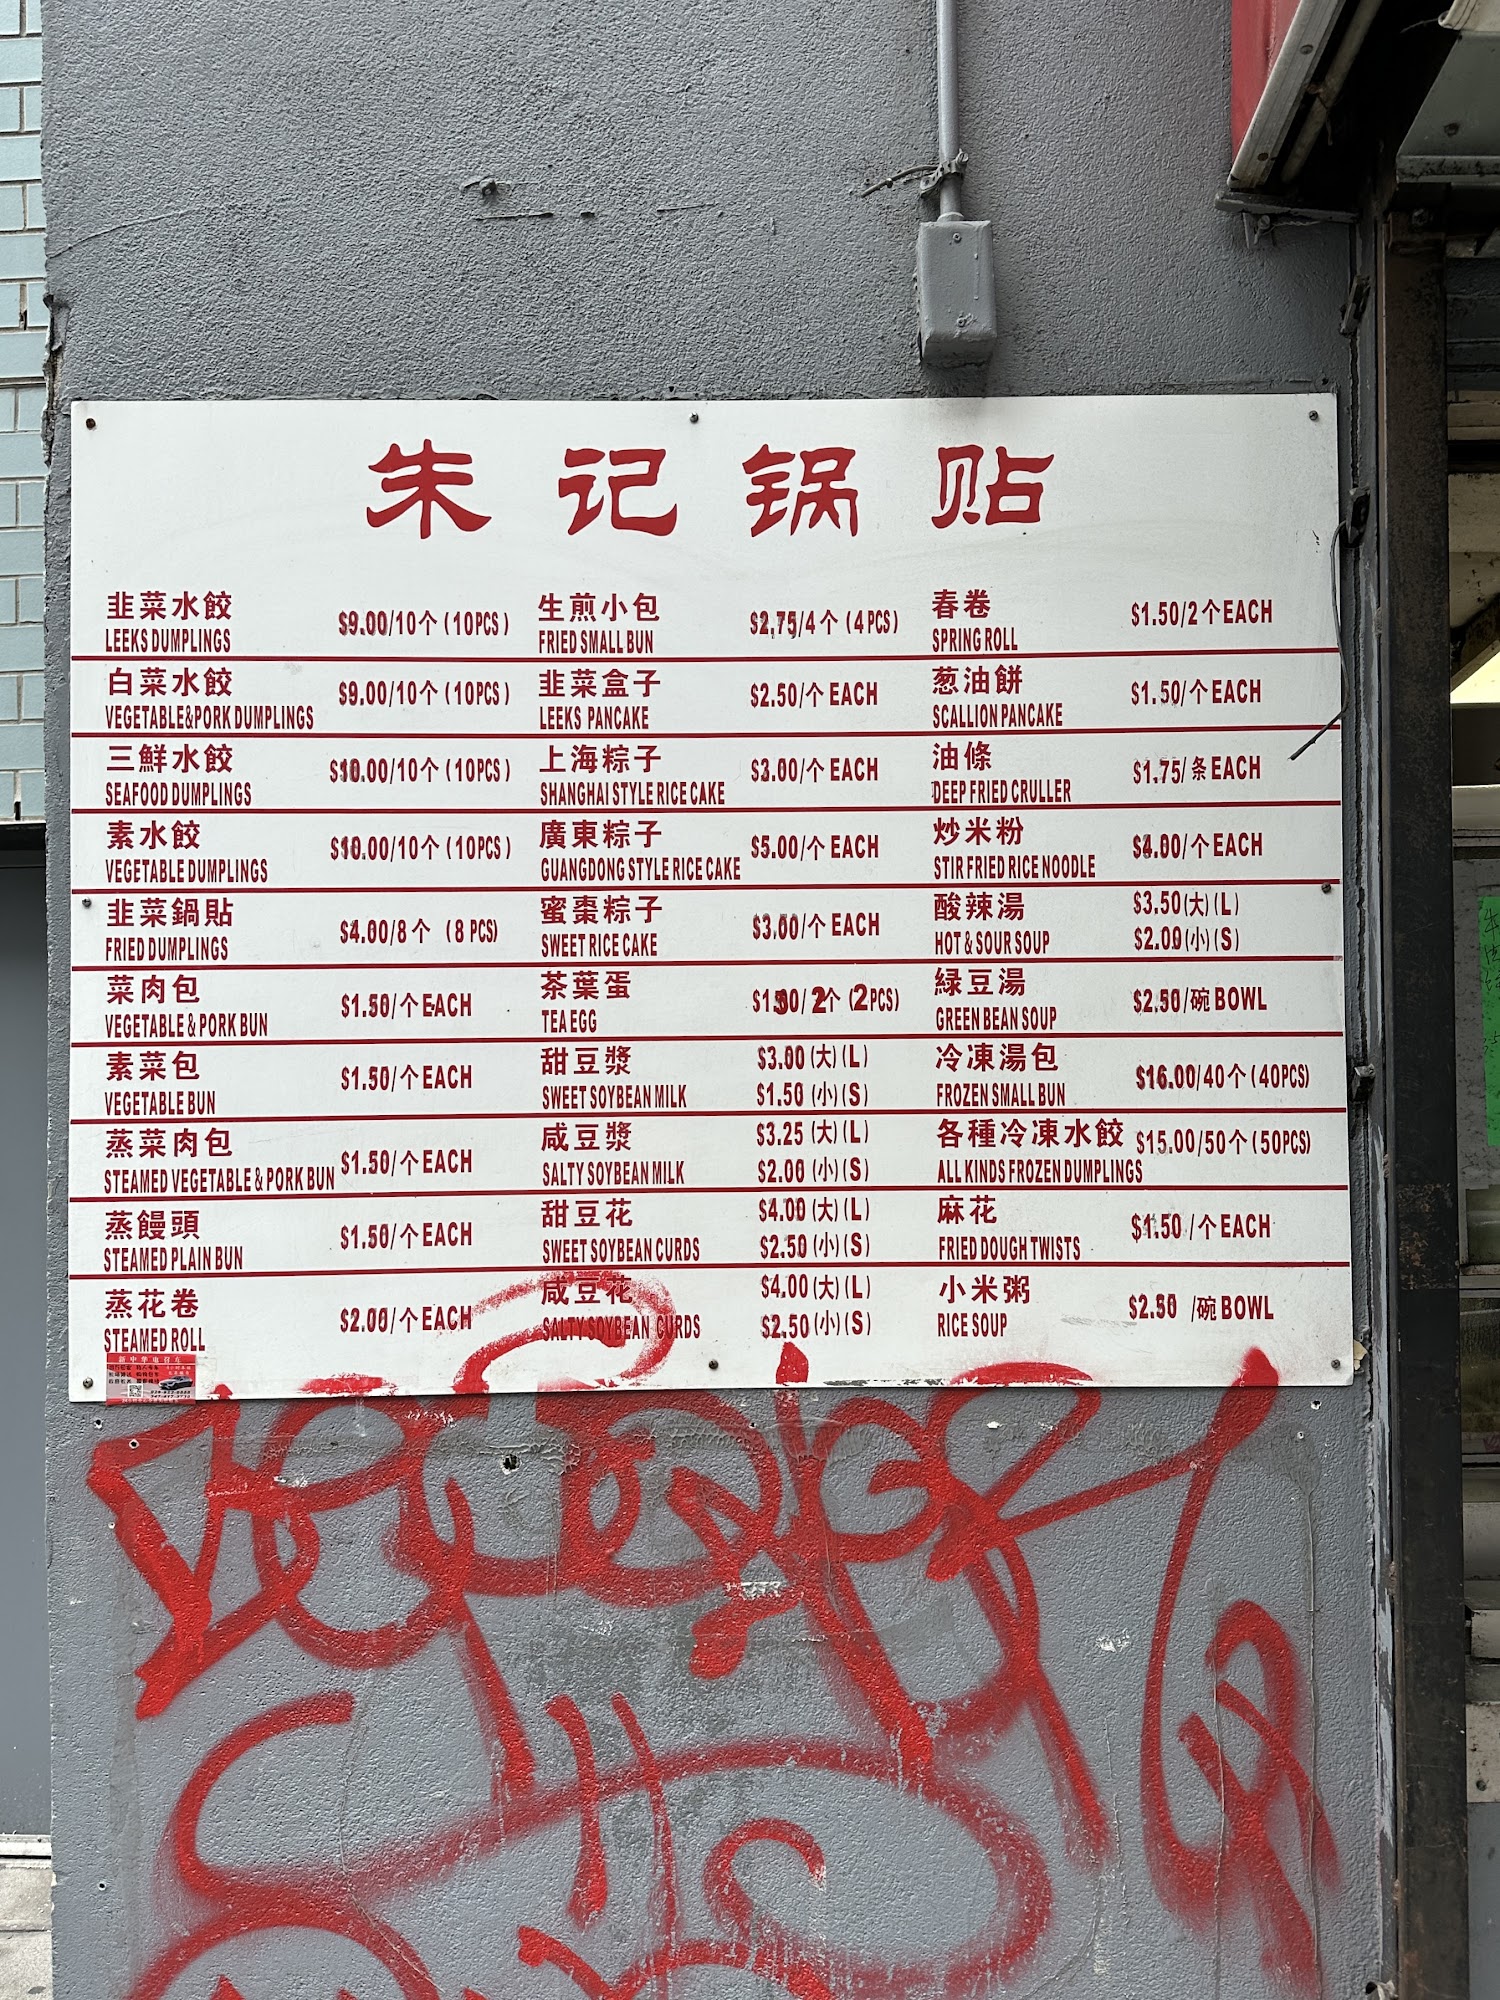 朱记锅贴
韭菜水餃
LEEKS DUMPLINGS
$9.00/10个 (10PCS)
白菜水餃
VEGETABLE&PORK DUMPLINGS
$9.00/10个 (10PCS)
三鮮水餃
SEAFOOD DUMPLINGS
$10.00/10个 (10PCS)
素水餃
VEGETABLE DUMPLINGS
$10.00/10个 (10PCS)
韭菜鍋貼
FRIED DUMPLINGS
$4.00/8个 (8 PCS)
菜肉包
VEGETABLE & PORK BUN
$1.50/个 EACH
素菜包
VEGETABLE BUN
$1.50/个 EACH
蒸菜肉包
STEAMED VEGETABLE & PORK BUN
$1.50/个 EACH
蒸饅頭
STEAMED PLAIN BUN
$1.50/个 EACH
蒸花卷
STEAMED ROLL
$2.00/个 EACH
生煎小包
FRIED SMALL BUN
$2.75/4个 (4PCS)
韭菜盒子
LEEKS PANCAKE
$2.50/个 EACH
上海粽子
SHANGHAI STYLE RICE CAKE
$3.00/个 EACH
廣東粽子
GUANGDONG STYLE RICE CAKE
$5.00/个 EACH
蜜棗粽子
SWEET RICE CAKE
$3.00/个 EACH
茶葉蛋
TEA EGG
/2个 (2PCS)
甜豆漿
SWEET SOYBEAN MILK
$3.00 (大) (L)
$1.50 (小) (S)
咸豆漿
SALTY SOYBEAN MILK
$3.25 (大) (L)
$2.00 (小) (S)
甜豆花
SWEET SOYBEAN CURDS
$4.00 (大) (L)
$2.50 (小) (S)
咸豆花
SALTY SOYBEAN CURDS
$4.00 (大) (L)
$2.50 (小) (S)
春卷
SPRING ROLL
$1.50/2个 EACH
葱油餅
SCALLION PANCAKE
$1.50/个 EACH
油條
DEEP FRIED CRULLER
$1.75/条 EACH
炒米粉
STIR FRIED RICE NOODLE
$4.00/个 EACH
酸辣湯
HOT & SOUR SOUP
$3.50 (大) (L)
$2.00 (小) (S)
緑豆湯
GREEN BEAN SOUP
$2.50/碗 BOWL
冷凍湯包
FROZEN SMALL BUN
$16.00/40个 (40PCS)
各種冷凍水餃
ALL KINDS FROZEN DUMPLINGS
$15.00/50个 (50PCS)
麻花
FRIED DOUGH TWISTS
$1.50 /个 EACH
小米粥
RICE SOUP
$2.50 /碗 BOWL